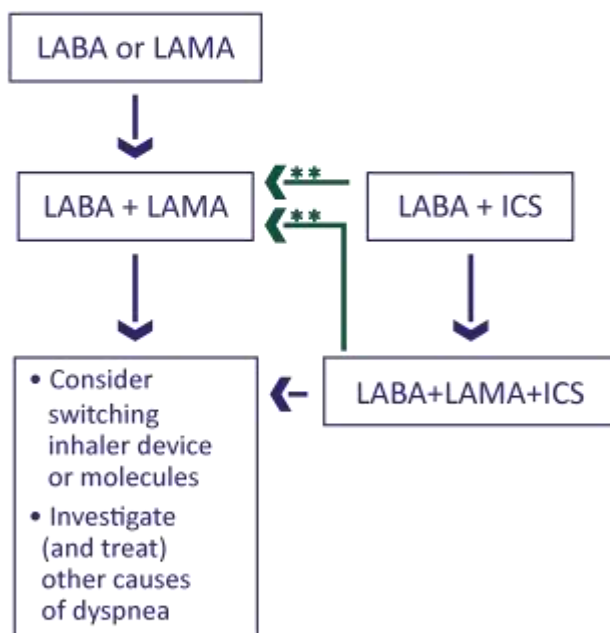 LABA or LAMA
**
LABA + LAMA
LABA + ICS
**
• Consider
switching
inhaler device
or molecules
• Investigate
(and treat)
other causes
of dyspnea
LABA+LAMA+ICS